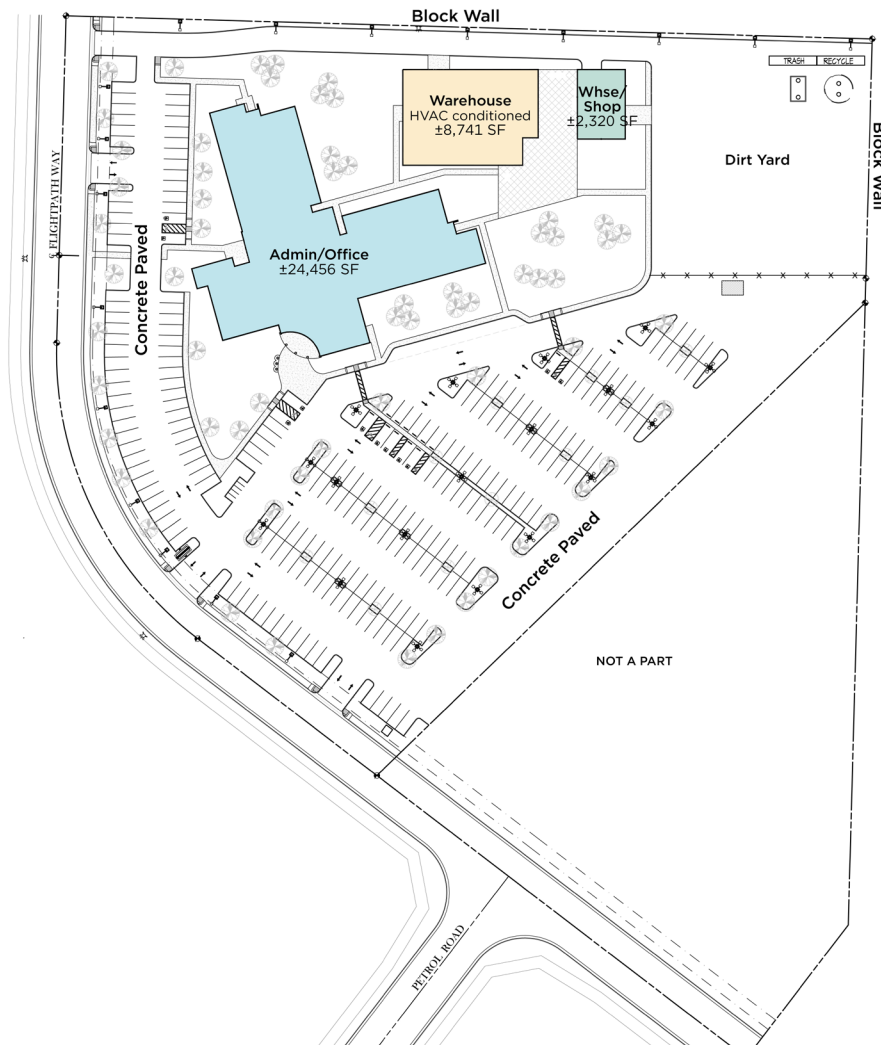 Block Wall
TRASH
RECYCLE
Warehouse
HVAC conditioned
±8,741 SF
Whse/
Shop
±2,320 SF
Dirt Yard
Block Wall
℄ FLIGHTPATH WAY
Concrete Paved
Admin/Office
±24,456 SF
Concrete Paved
NOT A PART
PETROL ROAD